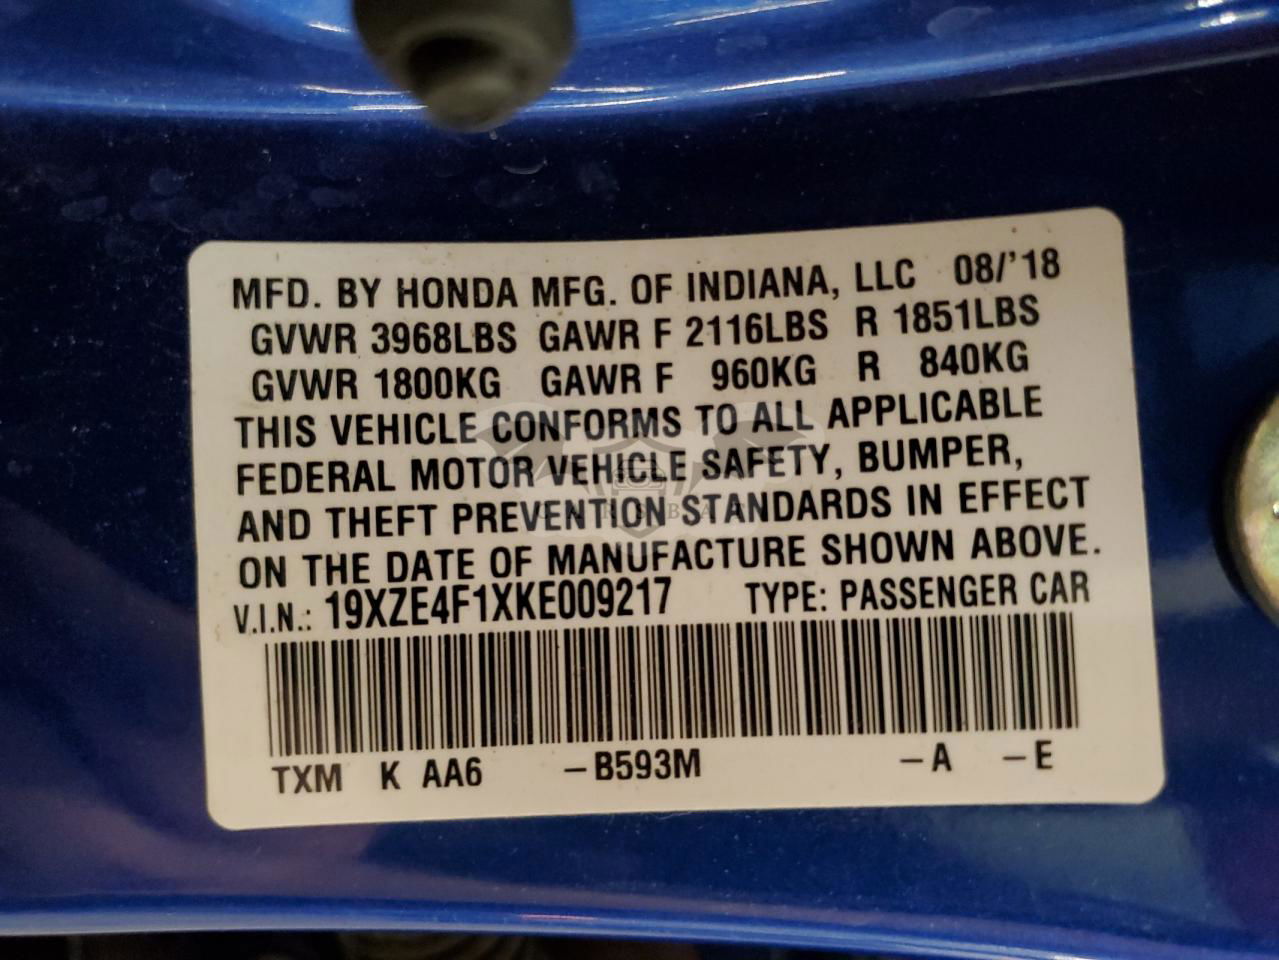 MFD. BY HONDA MFG. OF INDIANA, LLC 08/'18
GVWR 3968LBS GAWR F 2116LBS R 1851LBS
GVWR 1800KG GAWR F 960KG R 840KG
THIS VEHICLE CONFORMS TO ALL APPLICABLE
FEDERAL MOTOR VEHICLE SAFETY, BUMPER,
AND THEFT PREVENTION STANDARDS IN EFFECT
ON THE DATE OF MANUFACTURE SHOWN ABOVE.
V.I.N.: 19XZE4F1XKE009217 TYPE: PASSENGER CAR
TXM K AA6 –B593M –A –E